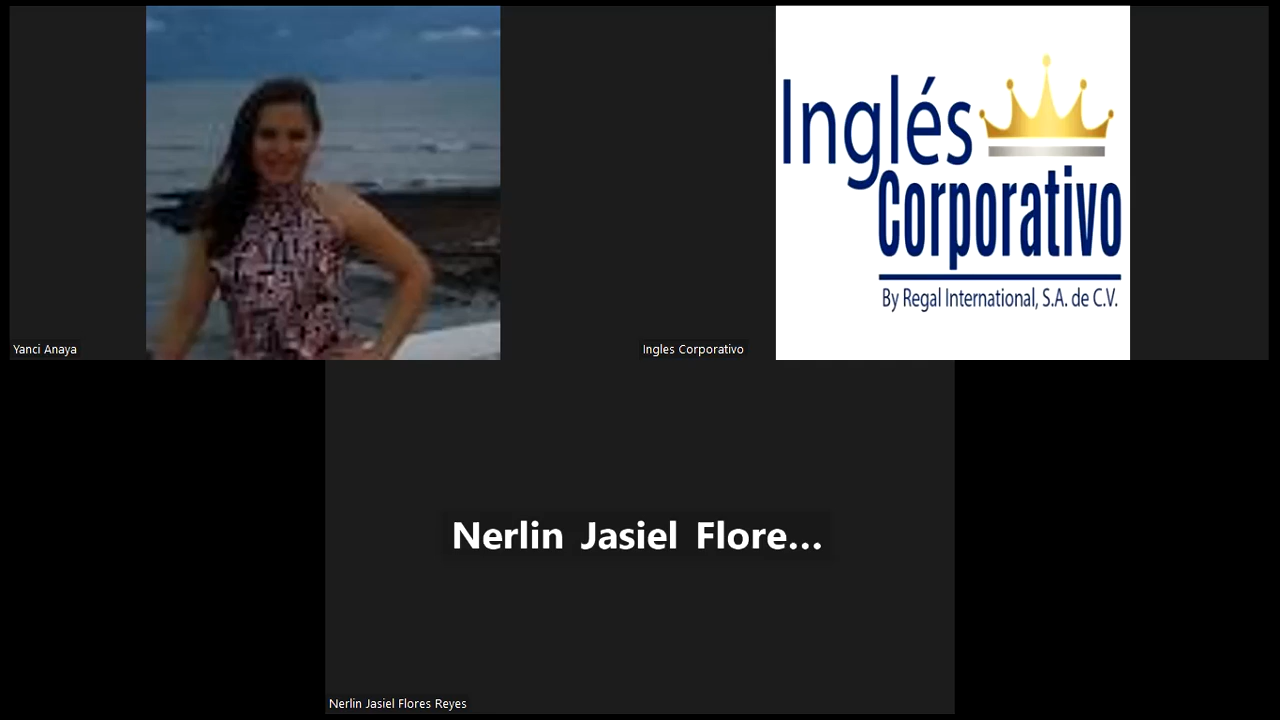 Inglés
Corporativo
By Regal International, S.A. de C.V.
Yanci Anaya
Ingles Corporativo
Nerlin Jasiel Flore...
Nerlin Jasiel Flores Reyes